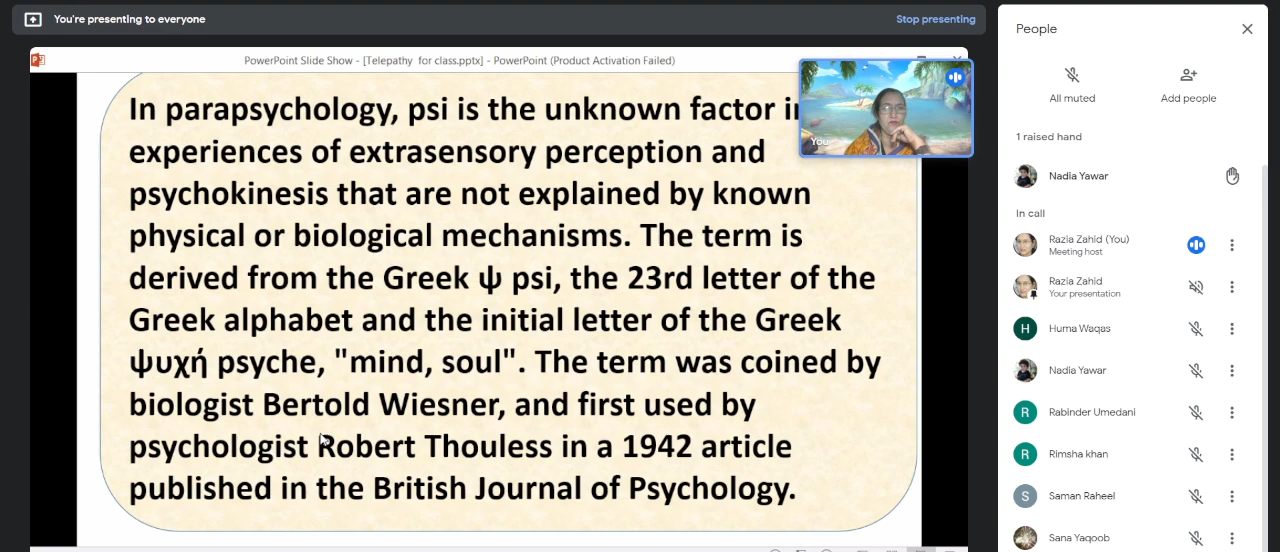 You're presenting to everyone
Stop presenting
PowerPoint Slide Show - [Telepathy for class.pptx] - PowerPoint (Product Activation Failed)
In parapsychology, psi is the unknown factor
experiences of extrasensory perception and
psychokinesis that are not explained by known
physical or biological mechanisms. The term is
derived from the Greek ψ psi, the 23rd letter of the
Greek alphabet and the initial letter of the Greek
ψυχή psyche, "mind, soul". The term was coined by
biologist Bertold Wiesner, and first used by
psychologist Robert Thouless in a 1942 article
published in the British Journal of Psychology.
You
People
All muted
Add people
1 raised hand
Nadia Yawar
In call
Razia Zahid (You)
Meeting host
Razia Zahid
Your presentation
H
Huma Waqas
Nadia Yawar
R
Rabinder Umedani
R
Rimsha khan
S
Saman Raheel
Sana Yaqoob